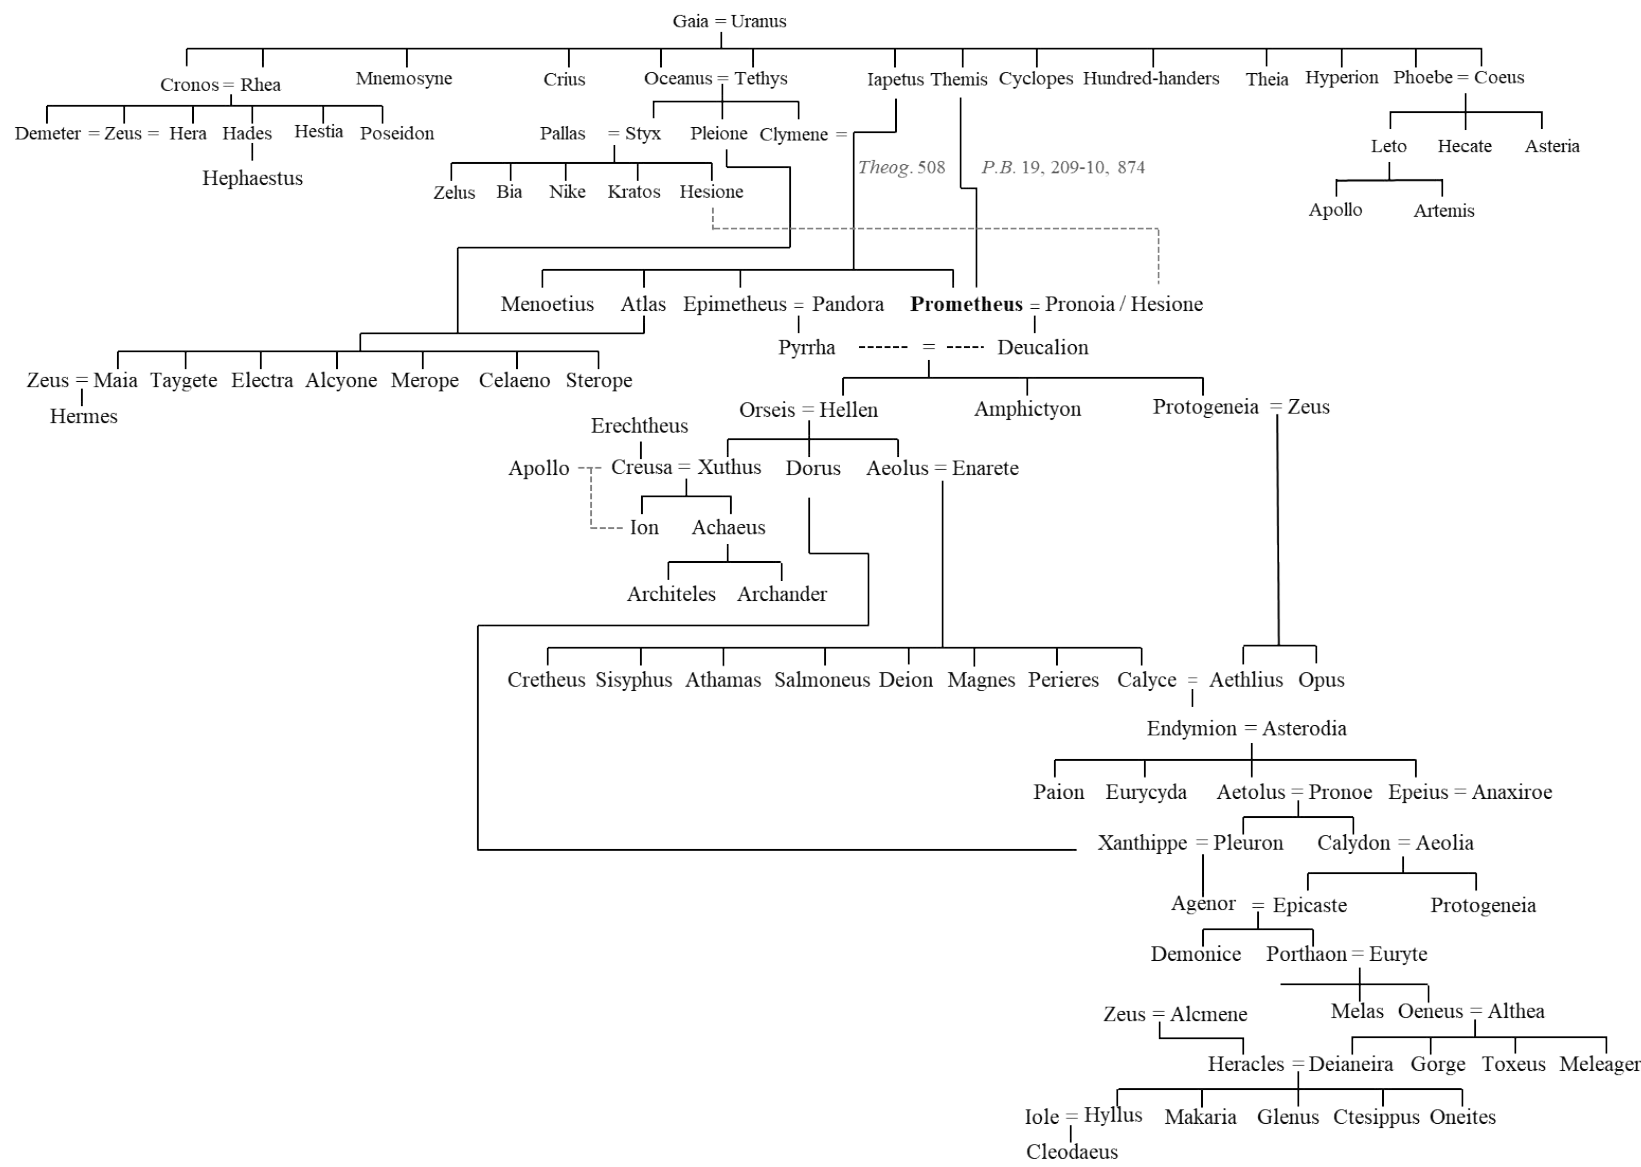 Gaia = Uranus
Cronos = Rhea Mnemosyne Crius Oceanus = Tethys Iapetus Themis Cyclopes Hundred-handers Theia Hyperion Phoebe = Coeus
Demeter = Zeus = Hera Hades Hestia Poseidon Pallas = Styx Pleione Clymene =
Leto Hecate Asteria
Hephaestus Theog. 508 P.B. 19, 209-10, 874
Zelus Bia Nike Kratos Hesione
Apollo Artemis
Menoetius Atlas Epimetheus = Pandora Prometheus = Pronoia / Hesione
Pyrrha ------ = ----- Deucalion
Zeus = Maia Taygete Electra Alcyone Merope Celaeno Sterope
Hermes
Orseis = Hellen Amphictyon Protogeneia = Zeus
Erechtheus
Apollo Creusa = Xuthus Dorus Aeolus = Enarete
Ion Achaeus
Architeles Archander
Cretheus Sisyphus Athamas Salmoneus Deion Magnes Perieres Calyce = Aethlius Opus
Endymion = Asterodia
Paion Eurycyda Aetolus = Pronoe Epeius = Anaxiroe
Xanthippe = Pleuron Calydon = Aeolia
Agenor = Epicaste Protogeneia
Demonice Porthaon = Euryte
Zeus = Alcmene Melas Oeneus = Althea
Heracles = Deianeira Gorge Toxeus Meleager
Iole = Hyllus Makaria Glenus Ctesippus Oneites
Cleodaeus